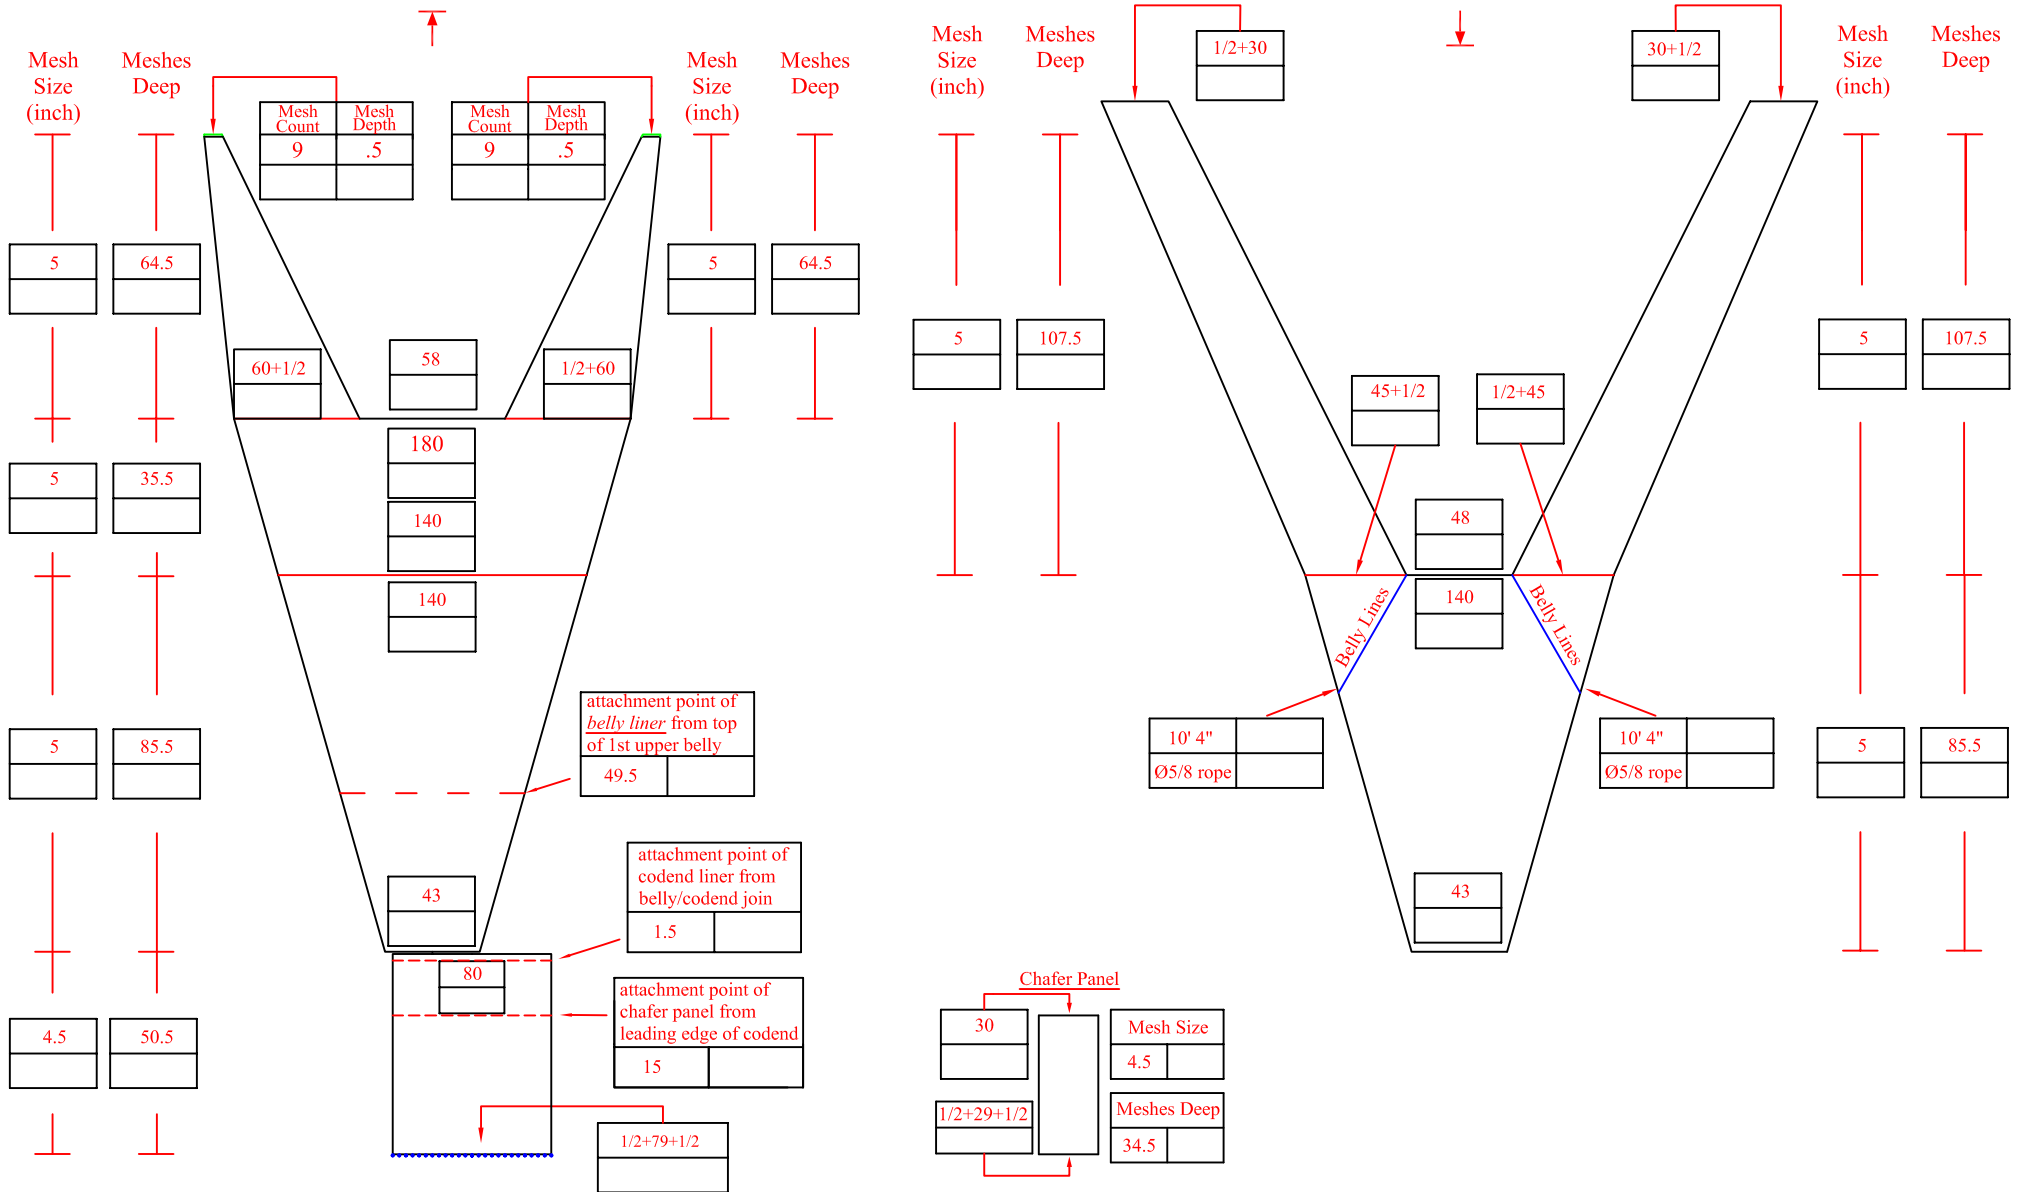 Mesh
Size
(inch)
Meshes
Deep
Mesh
Count
Mesh
Depth
9
.5
Mesh
Count
Mesh
Depth
9
.5
Mesh
Size
(inch)
Meshes
Deep
5
64.5
5
64.5
60+1/2
58
1/2+60
5
35.5
180
140
140
attachment point of
belly liner from top
of 1st upper belly
49.5
5
85.5
attachment point of
codend liner from
belly/codend join
1.5
43
80
attachment point of
chafer panel from
leading edge of codend
15
4.5
50.5
1/2+79+1/2
Mesh
Size
(inch)
Meshes
Deep
1/2+30
30+1/2
Mesh
Size
(inch)
Meshes
Deep
5
107.5
5
107.5
45+1/2
1/2+45
48
140
Belly Lines
Belly Lines
10' 4"
Ø5/8 rope
10' 4"
Ø5/8 rope
5
85.5
43
Chafer Panel
30
Mesh Size
4.5
1/2+29+1/2
Meshes Deep
34.5